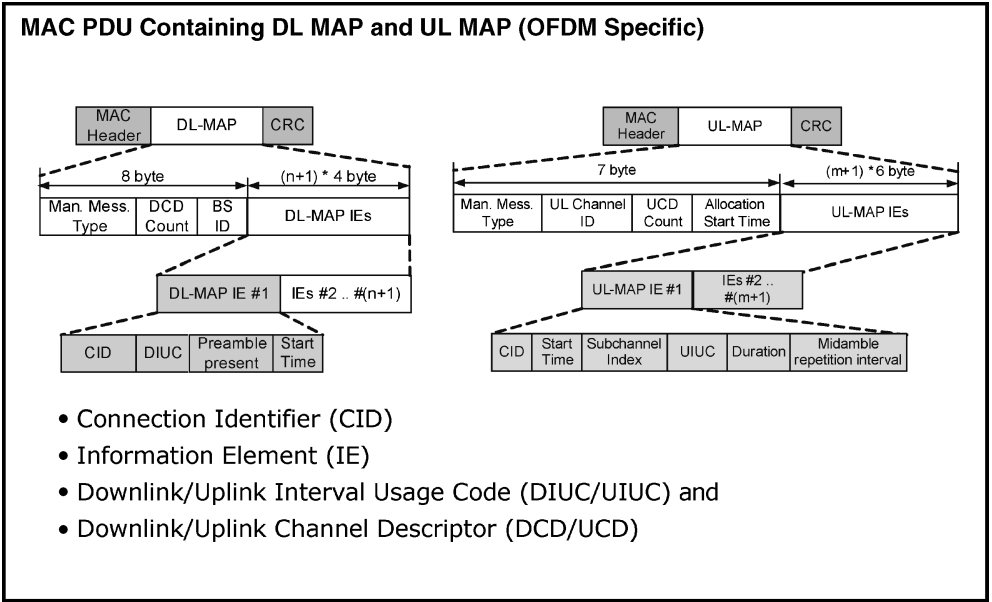 MAC PDU Containing DL MAP and UL MAP (OFDM Specific)
MAC
Header
DL-MAP
CRC
8 byte
(n+1) * 4 byte
Man. Mess.
Type
DCD
Count
BS
ID
DL-MAP IEs
DL-MAP IE #1
IEs #2 .. #(n+1)
CID
DIUC
Preamble
present
Start
Time
MAC
Header
UL-MAP
CRC
7 byte
(m+1) *6 byte
Man. Mess.
Type
UL Channel
ID
UCD
Count
Allocation
Start Time
UL-MAP IEs
UL-MAP IE #1
IEs #2 ..
#(m+1)
CID
Start
Time
Subchannel
Index
UIUC
Duration
Midamble
repetition interval
• Connection Identifier (CID)
• Information Element (IE)
• Downlink/Uplink Interval Usage Code (DIUC/UIUC) and
• Downlink/Uplink Channel Descriptor (DCD/UCD)